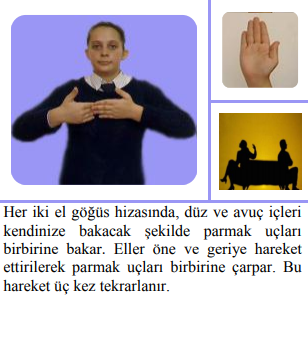 Her iki el göğüs hizasında, düz ve avuç içleri
kendinize bakacak şekilde parmak uçları
birbirine bakar. Eller öne ve geriye hareket
ettirilerek parmak uçları birbirine çarpar. Bu
hareket üç kez tekrarlanır.